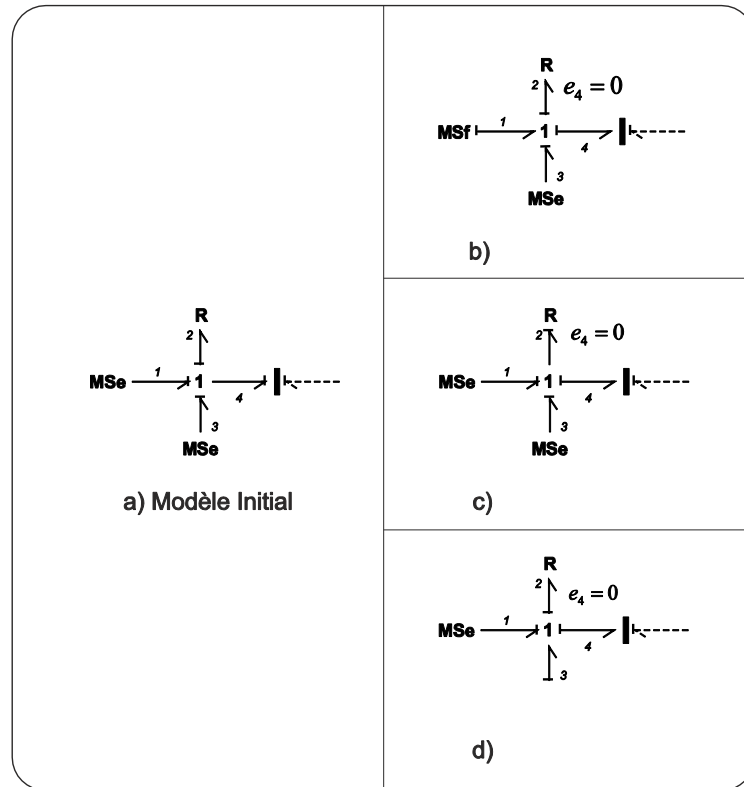 R
2
MSe
1
1
4
3
MSe
a) Modèle Initial
R
2
e₄ = 0
MSf
1
1
4
3
MSe
b)
R
2
e₄ = 0
MSe
1
1
4
3
MSe
c)
R
2
e₄ = 0
MSe
1
1
4
3
d)